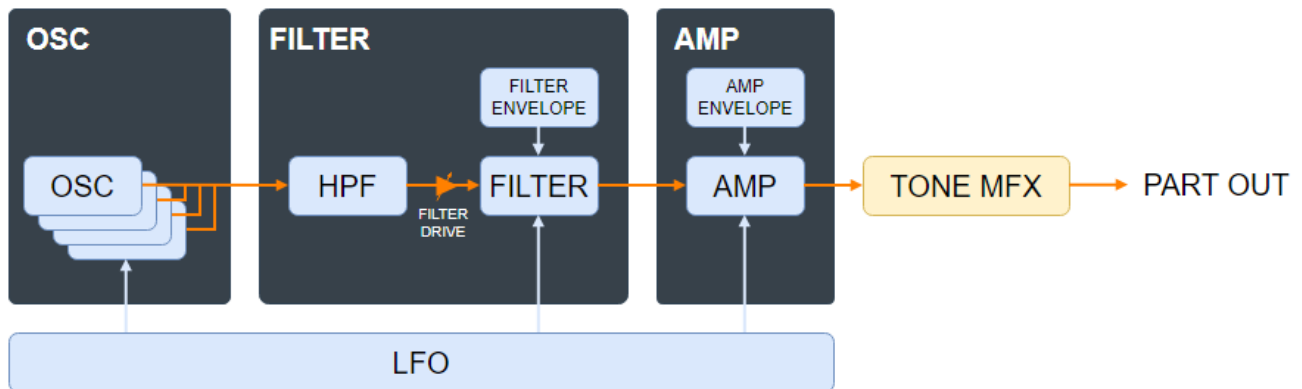 OSC
FILTER
AMP
FILTER
ENVELOPE
AMP
ENVELOPE
OSC
HPF
FILTER
DRIVE
FILTER
AMP
TONE MFX
PART OUT
LFO